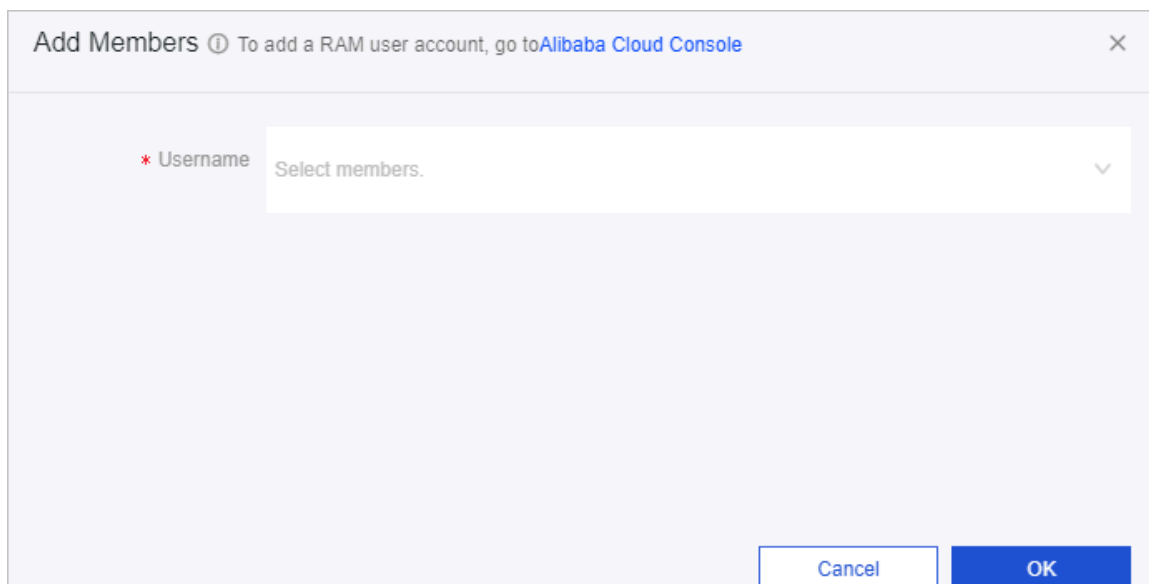 Add Members ⓘ To add a RAM user account, go toAlibaba Cloud Console
* Username
Select members.
Cancel
OK